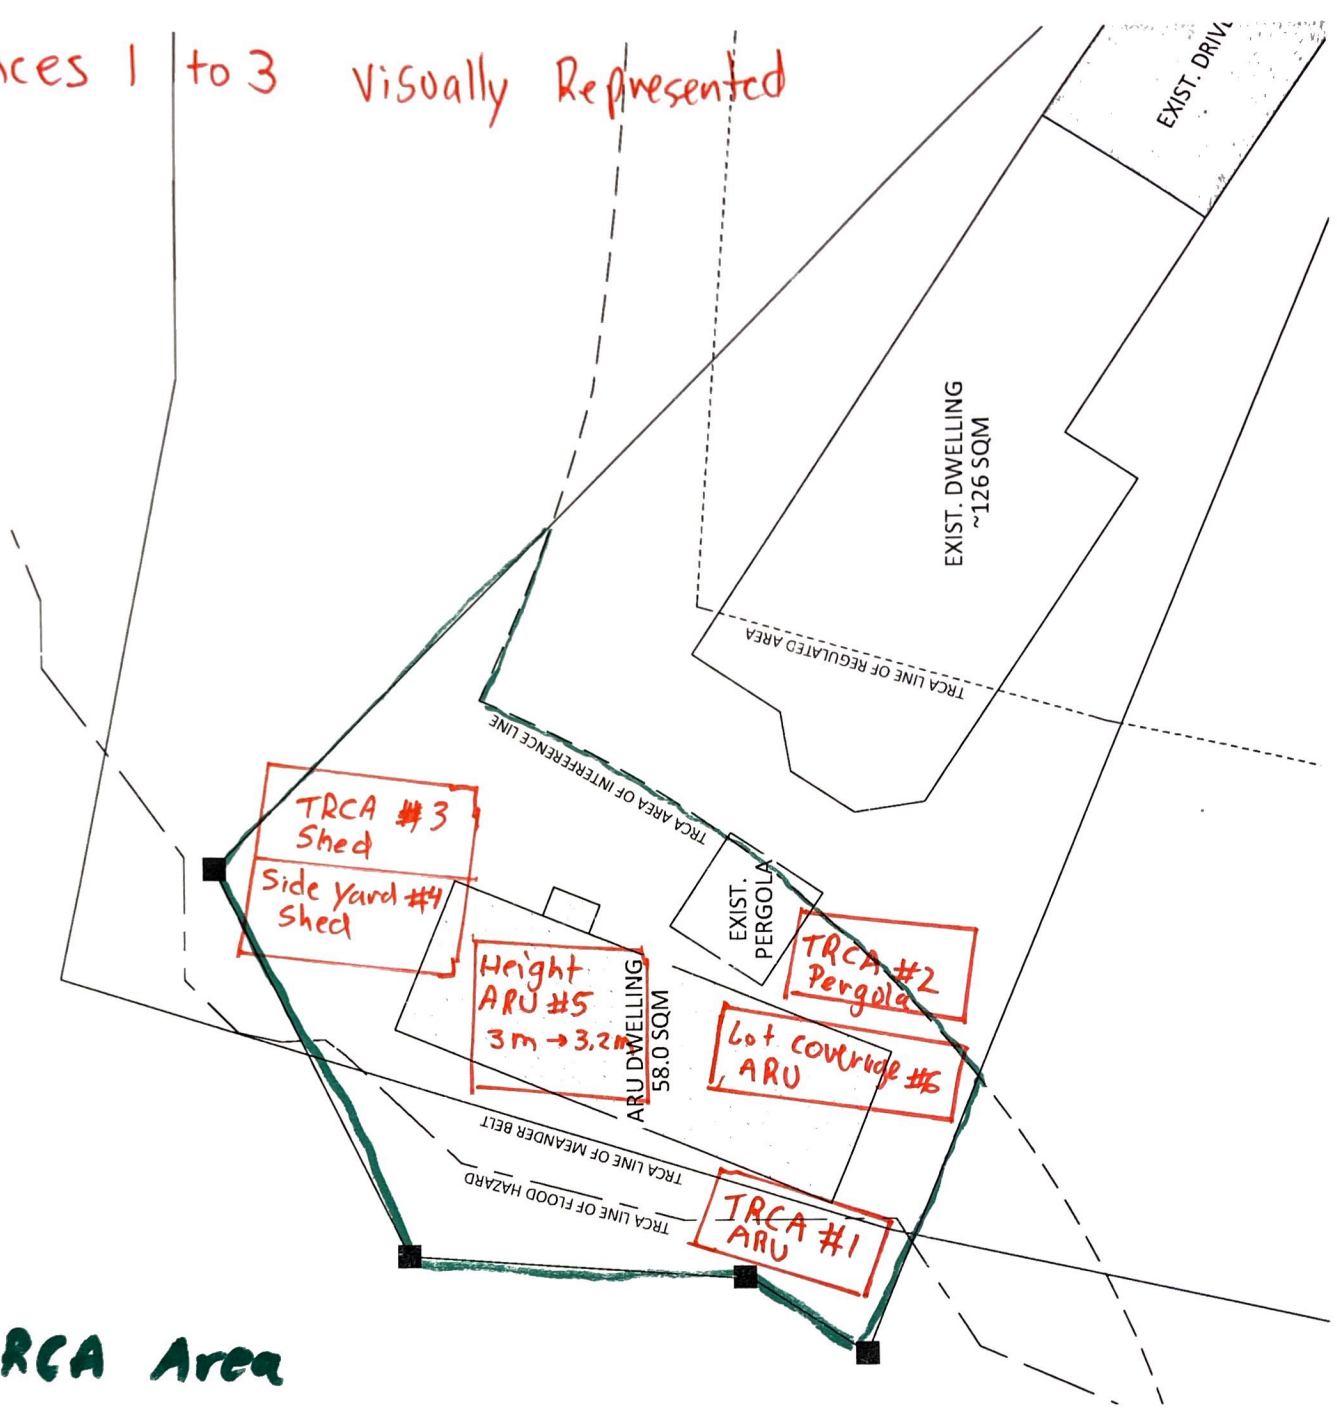 ces 1 to 3 Visually Represented
EXIST. DRIVE
EXIST. DWELLING
~126 SQM
TRCA LINE OF REGULATED AREA
TRCA AREA OF INTERFERENCE LINE
TRCA #3
Shed
Side Yard #4
Shed
EXIST.
PERGOLA
TRCA #2
Pergola
Height
ARU #5
3m → 3.2m
ARU DWELLING
58.0 SQM
Lot coverage #6
ARU
TRCA LINE OF MEANDER BELT
TRCA LINE OF FLOOD HAZARD
TRCA #1
ARU
RCA Area